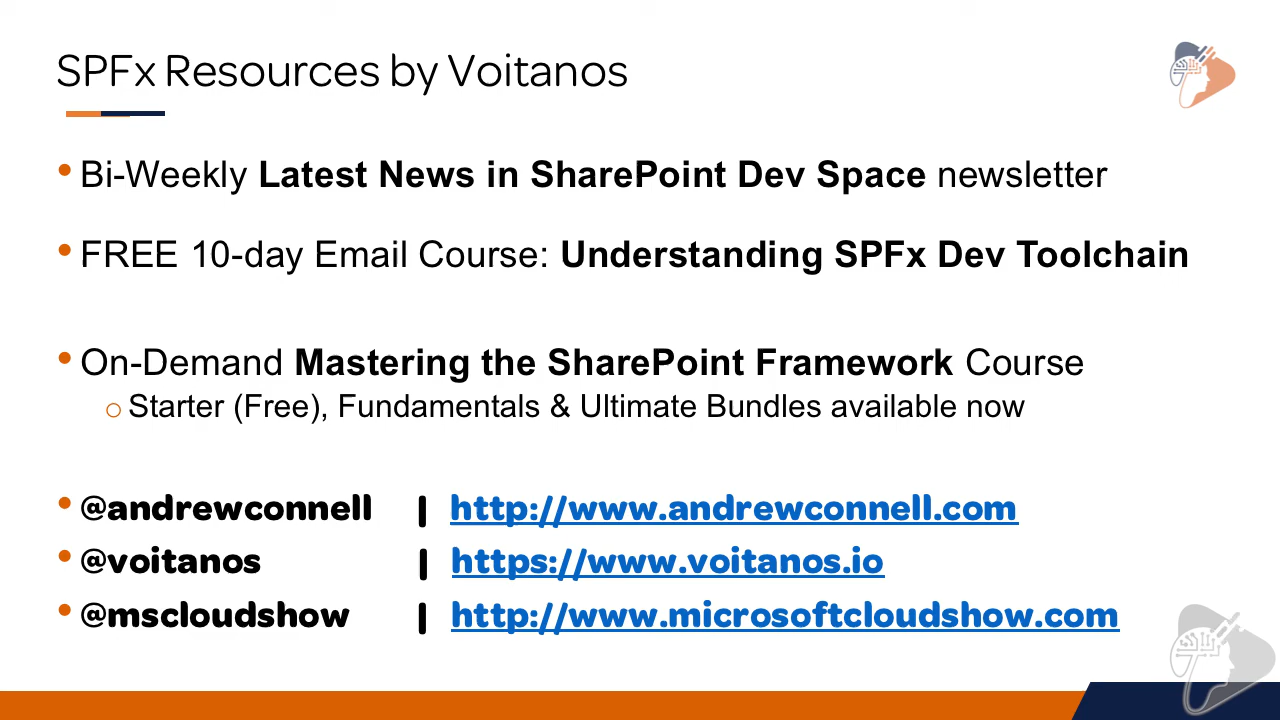 SPFx Resources by Voitanos
• Bi-Weekly Latest News in SharePoint Dev Space newsletter
• FREE 10-day Email Course: Understanding SPFx Dev Toolchain
• On-Demand Mastering the SharePoint Framework Course
o Starter (Free), Fundamentals & Ultimate Bundles available now
• @andrewconnell | http://www.andrewconnell.com
• @voitanos | https://www.voitanos.io
• @mscloudshow | http://www.microsoftcloudshow.com